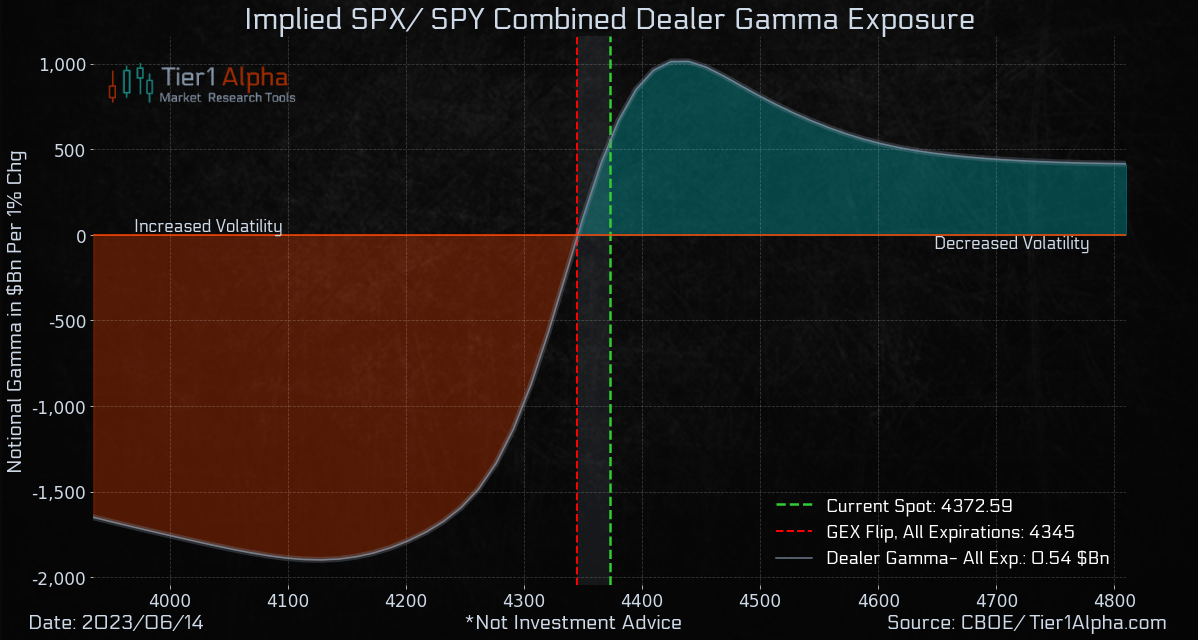 Implied SPX/ SPY Combined Dealer Gamma Exposure
Tier1 Alpha
Market Research Tools
Notional Gamma in $Bn Per 1% Chg
1,000
500
0
-500
-1,000
-1,500
-2,000
Increased Volatility
Decreased Volatility
Current Spot: 4372.59
GEX Flip, All Expirations: 4345
Dealer Gamma- All Exp.: 0.54 $Bn
4000 4100 4200 4300 4400 4500 4600 4700 4800
Date: 2023/06/14 *Not Investment Advice Source: CBOE/ Tier1Alpha.com